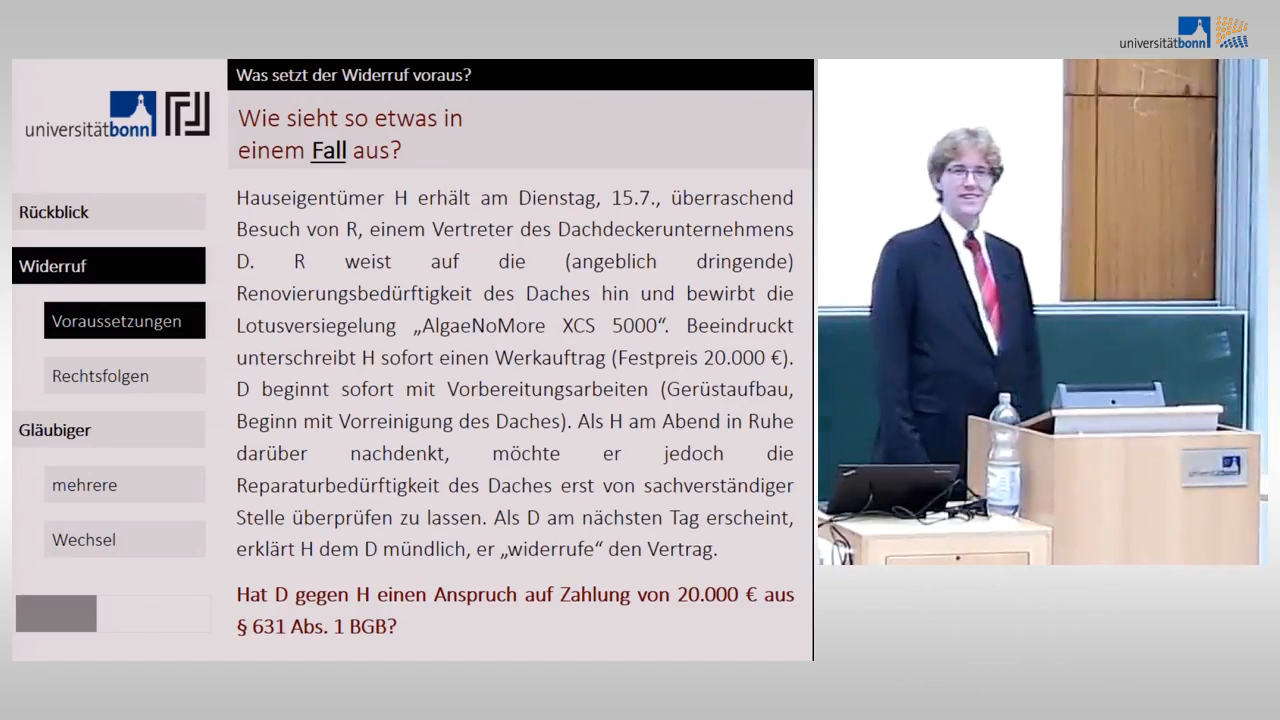 universitätbonn
Was setzt der Widerruf voraus?
universitätbonn
Wie sieht so etwas in
einem Fall aus?
Rückblick
Widerruf
Voraussetzungen
Rechtsfolgen
Gläubiger
mehrere
Wechsel
Hauseigentümer H erhält am Dienstag, 15.7., überraschend
Besuch von R, einem Vertreter des Dachdeckerunternehmens
D. R weist auf die (angeblich dringende)
Renovierungsbedürftigkeit des Daches hin und bewirbt die
Lotusversiegelung „AlgaeNoMore XCS 5000“. Beeindruckt
unterschreibt H sofort einen Werkauftrag (Festpreis 20.000 €).
D beginnt sofort mit Vorbereitungsarbeiten (Gerüstaufbau,
Beginn mit Vorreinigung des Daches). Als H am Abend in Ruhe
darüber nachdenkt, möchte er jedoch die
Reparaturbedürftigkeit des Daches erst von sachverständiger
Stelle überprüfen zu lassen. Als D am nächsten Tag erscheint,
erklärt H dem D mündlich, er „widerrufe“ den Vertrag.
Hat D gegen H einen Anspruch auf Zahlung von 20.000 € aus
§ 631 Abs. 1 BGB?
universitätbonn